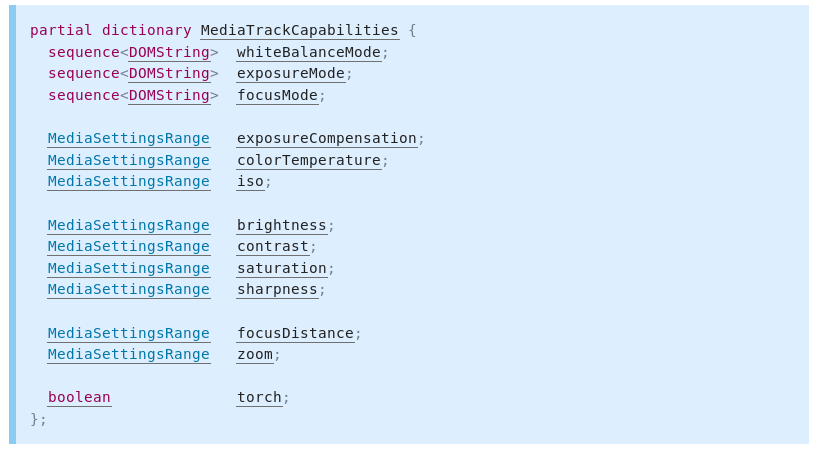 partial dictionary MediaTrackCapabilities {
  sequence<DOMString>  whiteBalanceMode;
  sequence<DOMString>  exposureMode;
  sequence<DOMString>  focusMode;

  MediaSettingsRange   exposureCompensation;
  MediaSettingsRange   colorTemperature;
  MediaSettingsRange   iso;

  MediaSettingsRange   brightness;
  MediaSettingsRange   contrast;
  MediaSettingsRange   saturation;
  MediaSettingsRange   sharpness;

  MediaSettingsRange   focusDistance;
  MediaSettingsRange   zoom;

  boolean              torch;
};